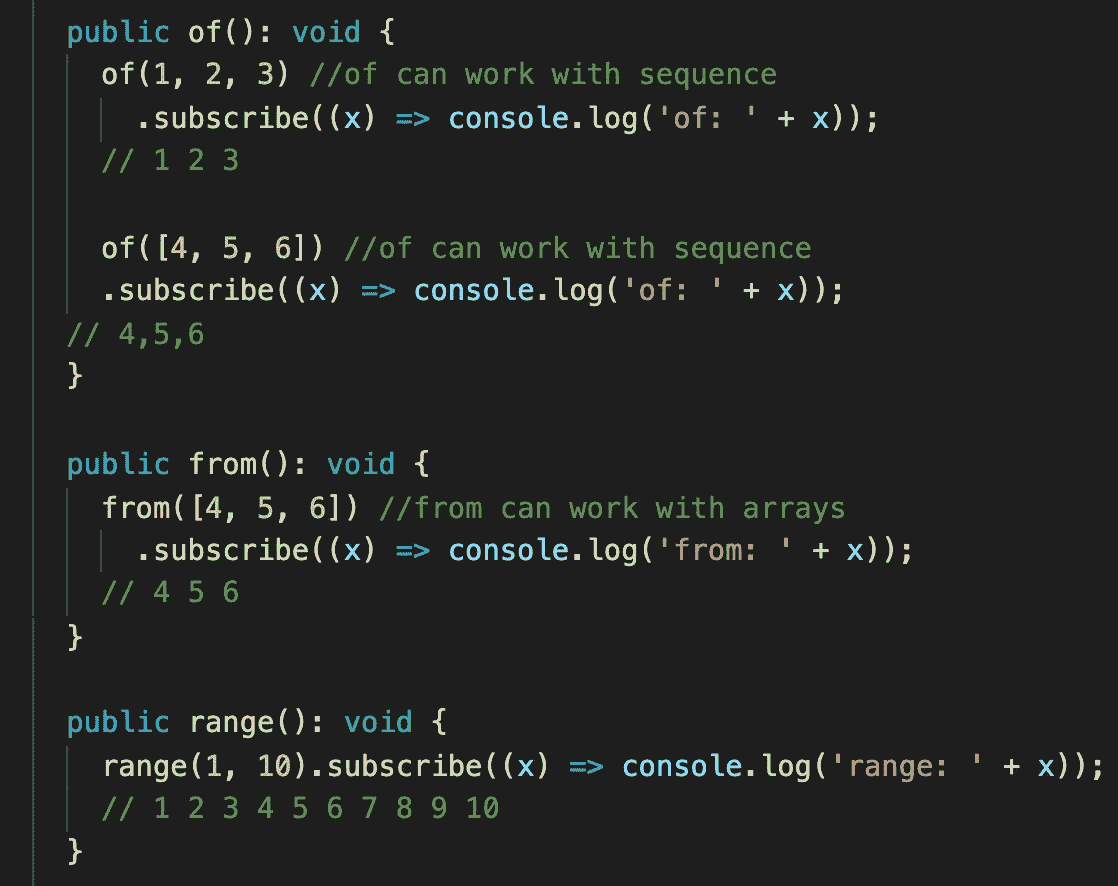 public of(): void {
of(1, 2, 3) //of can work with sequence
.subscribe((x) => console.log('of: ' + x));
// 1 2 3
of([4, 5, 6]) //of can work with sequence
.subscribe((x) => console.log('of: ' + x));
// 4,5,6
}
public from(): void {
from([4, 5, 6]) //from can work with arrays
.subscribe((x) => console.log('from: ' + x));
// 4 5 6
}
public range(): void {
range(1, 10).subscribe((x) => console.log('range: ' + x));
// 1 2 3 4 5 6 7 8 9 10
}